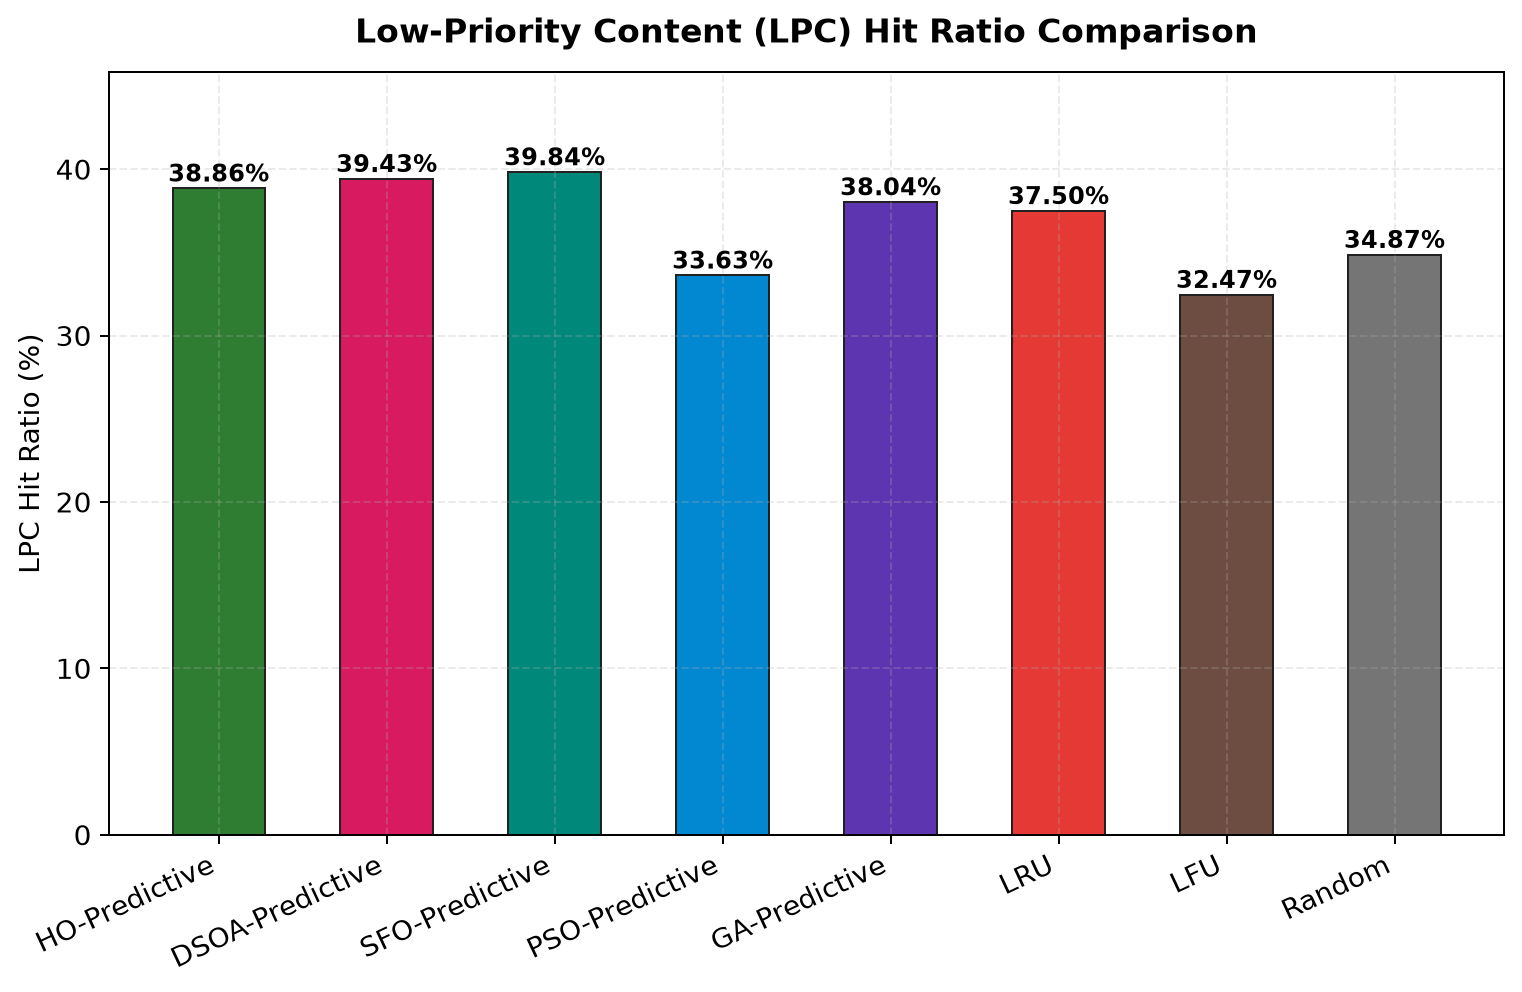 Low-Priority Content (LPC) Hit Ratio Comparison
LPC Hit Ratio (%)
40
30
20
10
0
38.86%
39.43%
39.84%
33.63%
38.04%
37.50%
32.47%
34.87%
HO-Predictive
DSOA-Predictive
SFO-Predictive
PSO-Predictive
GA-Predictive
LRU
LFU
Random